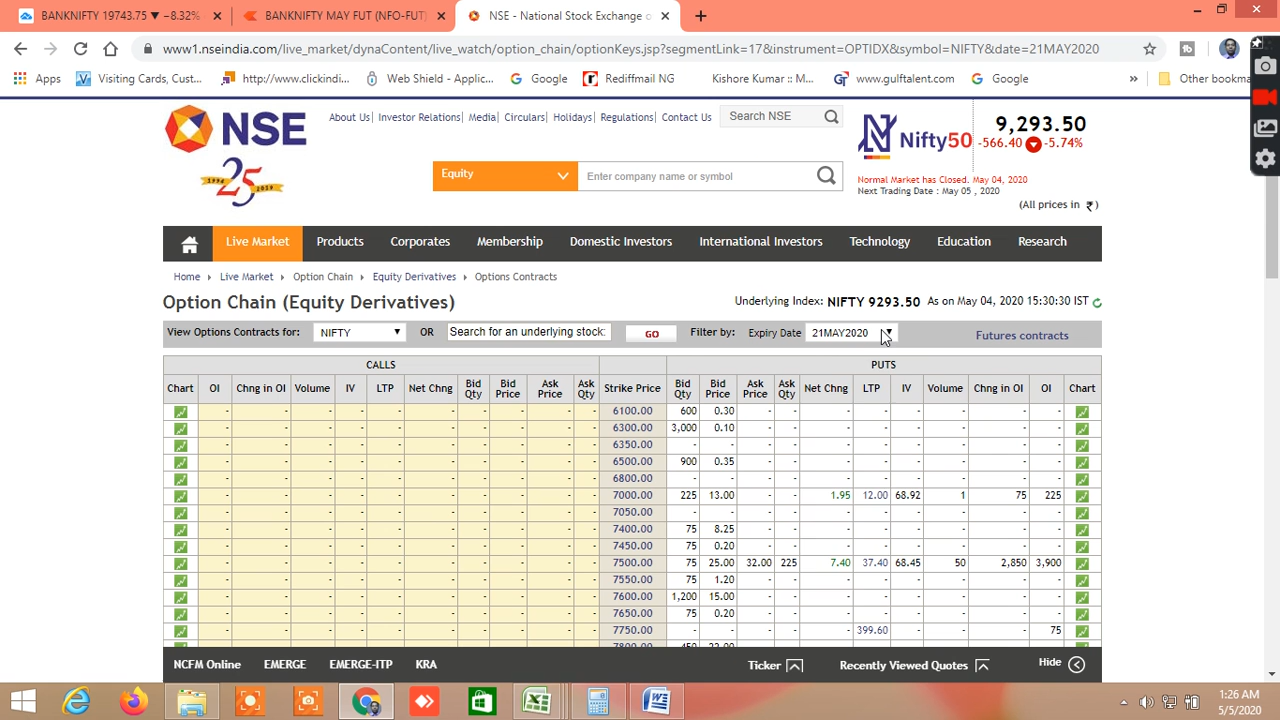 BANKNIFTY 19743.75 ▼ −8.32%
BANKNIFTY MAY FUT (NFO-FUT)
NSE - National Stock Exchange o
www1.nseindia.com/live_market/dynaContent/live_watch/option_chain/optionKeys.jsp?segmentLink=17&instrument=OPTIDX&symbol=NIFTY&date=21MAY2020
Apps Visiting Cards, Cust... http://www.clickindi... Web Shield - Applic... Google Rediffmail NG Kishore Kumar :: M... www.gulftalent.com Google » Other bookma
NSE
1994 25 2019
About Us Investor Relations Media Circulars Holidays Regulations Contact Us
Search NSE
Equity
Enter company name or symbol
Nifty50
9,293.50
-566.40 -5.74%
Normal Market has Closed. May 04, 2020
Next Trading Date : May 05 , 2020
(All prices in ₹)
Live Market Products Corporates Membership Domestic Investors International Investors Technology Education Research
Home Live Market Option Chain Equity Derivatives Options Contracts
Option Chain (Equity Derivatives)
Underlying Index: NIFTY 9293.50 As on May 04, 2020 15:30:30 IST
View Options Contracts for: NIFTY OR Search for an underlying stock: GO Filter by: Expiry Date 21MAY2020 Futures contracts
CALLS PUTS
Chart OI Chng in OI Volume IV LTP Net Chng Bid Qty Bid Price Ask Price Ask Qty Strike Price Bid Qty Bid Price Ask Price Ask Qty Net Chng LTP IV Volume Chng in OI OI Chart
- - - - - - - - - - 6100.00 600 0.30 - - - - - - - -
- - - - - - - - - - 6300.00 3,000 0.10 - - - - - - - -
- - - - - - - - - - 6350.00 - - - - - - - - - -
- - - - - - - - - - 6500.00 900 0.35 - - - - - - - -
- - - - - - - - - - 6800.00 - - - - - - - - - -
- - - - - - - - - - 7000.00 225 13.00 - - 1.95 12.00 68.92 1 75 225
- - - - - - - - - - 7050.00 - - - - - - - - - -
- - - - - - - - - - 7400.00 75 8.25 - - - - - - - -
- - - - - - - - - - 7450.00 75 0.20 - - - - - - - -
- - - - - - - - - - 7500.00 75 25.00 32.00 225 7.40 37.40 68.45 50 2,850 3,900
- - - - - - - - - - 7550.00 75 1.20 - - - - - - - -
- - - - - - - - - - 7600.00 1,200 15.00 - - - - - - - -
- - - - - - - - - - 7650.00 75 0.20 - - - - - - - -
- - - - - - - - - - 7750.00 - - - - - 399.60 - - - 75
NCFM Online EMERGE EMERGE-ITP KRA Ticker Recently Viewed Quotes Hide
1:26 AM
5/5/2020